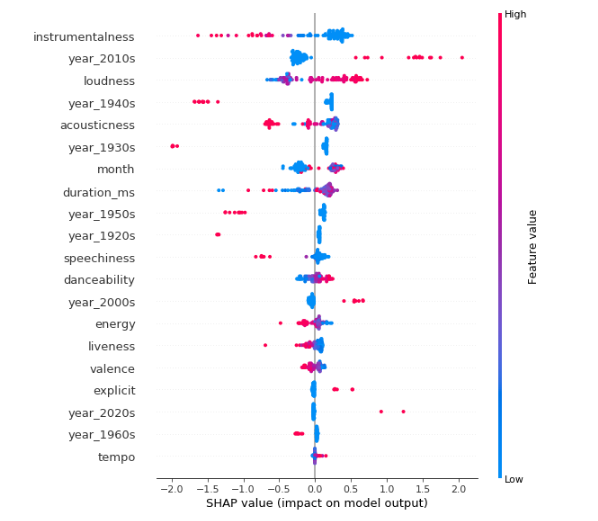 High
instrumentalness
year_2010s
loudness
year_1940s
acousticness
year_1930s
month
duration_ms
year_1950s
year_1920s
speechiness
danceability
year_2000s
energy
liveness
valence
explicit
year_2020s
year_1960s
tempo
Feature value
Low
−2.0 −1.5 −1.0 −0.5 0.0 0.5 1.0 1.5 2.0
SHAP value (impact on model output)